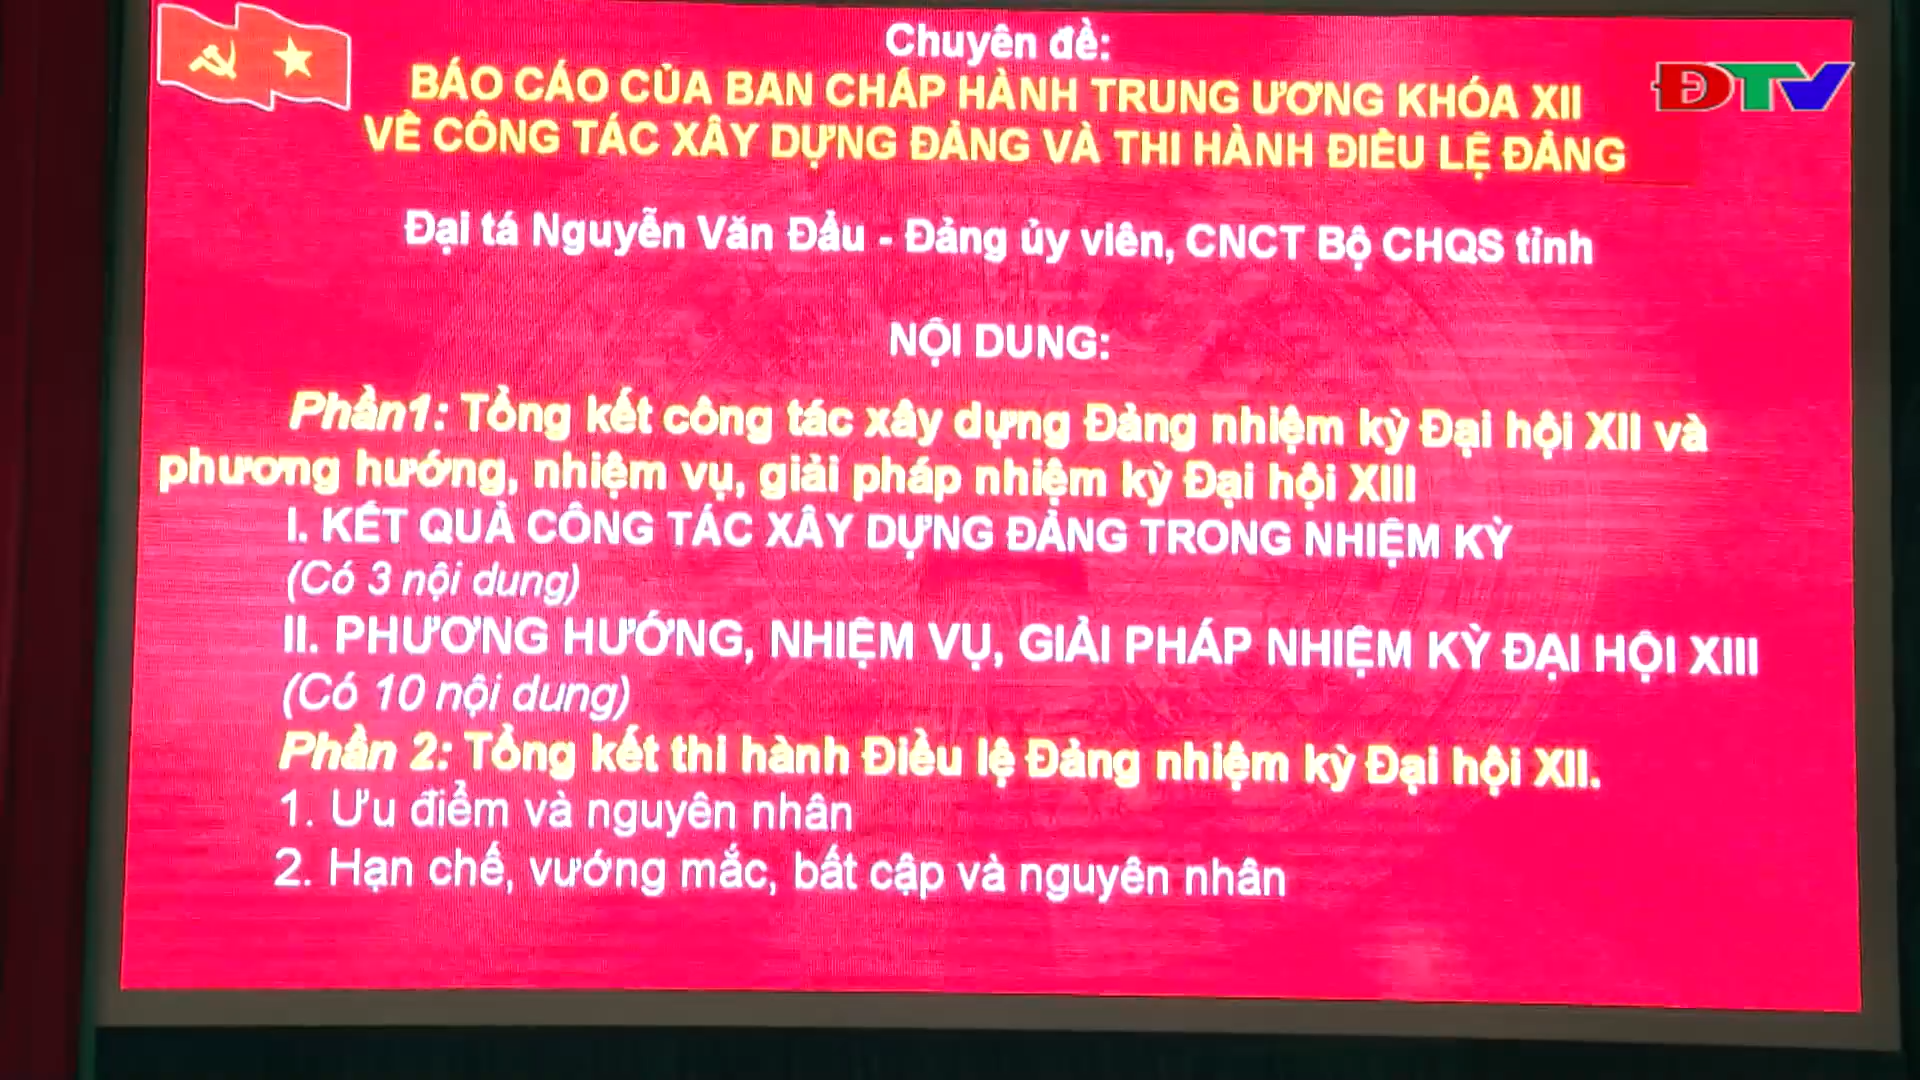 Chuyên đề:
BÁO CÁO CỦA BAN CHẤP HÀNH TRUNG ƯƠNG KHÓA XII
VỀ CÔNG TÁC XÂY DỰNG ĐẢNG VÀ THI HÀNH ĐIỀU LỆ ĐẢNG
ĐTV
Đại tá Nguyễn Văn Đẩu - Đảng ủy viên, CNCT Bộ CHQS tỉnh
NỘI DUNG:
Phần1: Tổng kết công tác xây dựng Đảng nhiệm kỳ Đại hội XII và
phương hướng, nhiệm vụ, giải pháp nhiệm kỳ Đại hội XIII
I. KẾT QUẢ CÔNG TÁC XÂY DỰNG ĐẢNG TRONG NHIỆM KỲ
(Có 3 nội dung)
II. PHƯƠNG HƯỚNG, NHIỆM VỤ, GIẢI PHÁP NHIỆM KỲ ĐẠI HỘI XIII
(Có 10 nội dung)
Phần 2: Tổng kết thi hành Điều lệ Đảng nhiệm kỳ Đại hội XII.
1. Ưu điểm và nguyên nhân
2. Hạn chế, vướng mắc, bất cập và nguyên nhân